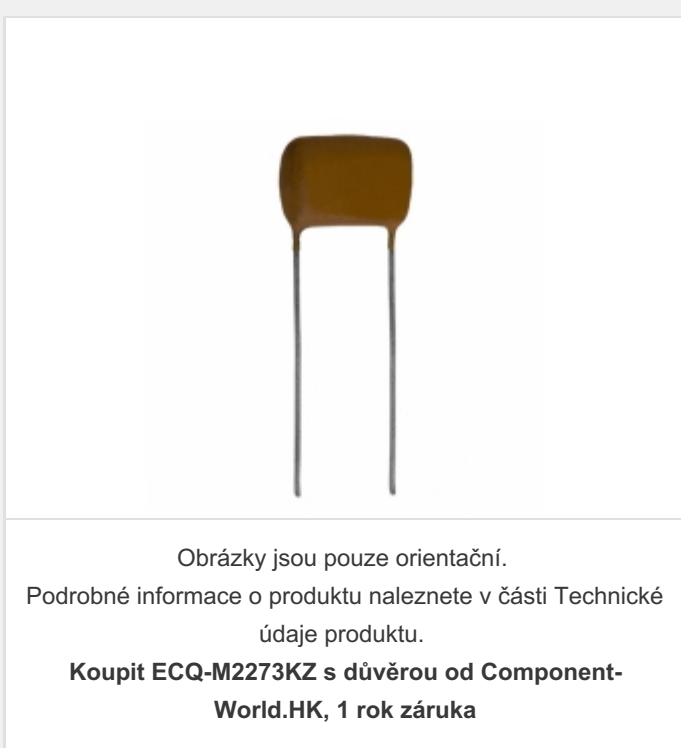 Obrázky jsou pouze orientační.
Podrobné informace o produktu naleznete v části Technické
údaje produktu.
Koupit ECQ-M2273KZ s důvěrou od Component-
World.HK, 1 rok záruka